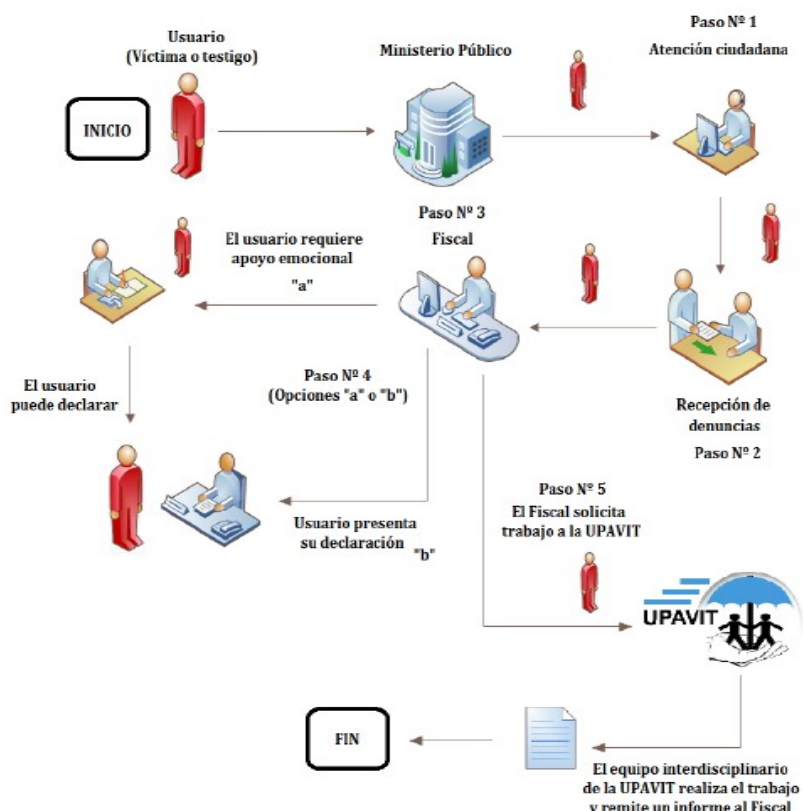 Usuario
(Víctima o testigo)
INICIO
Ministerio Público
Paso Nº 1
Atención ciudadana
Recepción de
denuncias
Paso Nº 2
Paso Nº 3
Fiscal
El usuario requiere
apoyo emocional
"a"
Paso Nº 4
(Opciones "a" o "b")
El usuario
puede declarar
Usuario presenta
su declaración
"b"
Paso Nº 5
El Fiscal solicita
trabajo a la UPAVIT
UPAVIT
El equipo interdisciplinario
de la UPAVIT realiza el trabajo
y remite un informe al Fiscal
FIN